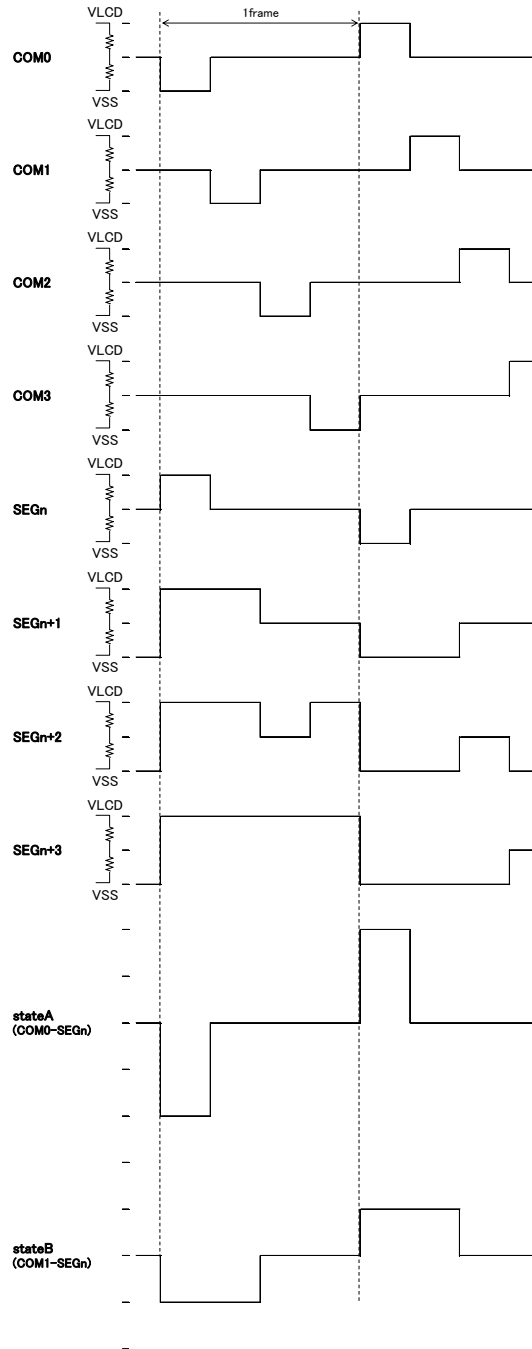 VLCD
1frame
COM0
VSS
VLCD
COM1
VSS
VLCD
COM2
VSS
VLCD
COM3
VSS
VLCD
SEGn
VSS
VLCD
SEGn+1
VSS
VLCD
SEGn+2
VSS
VLCD
SEGn+3
VSS
stateA
(COM0-SEGn)
stateB
(COM1-SEGn)